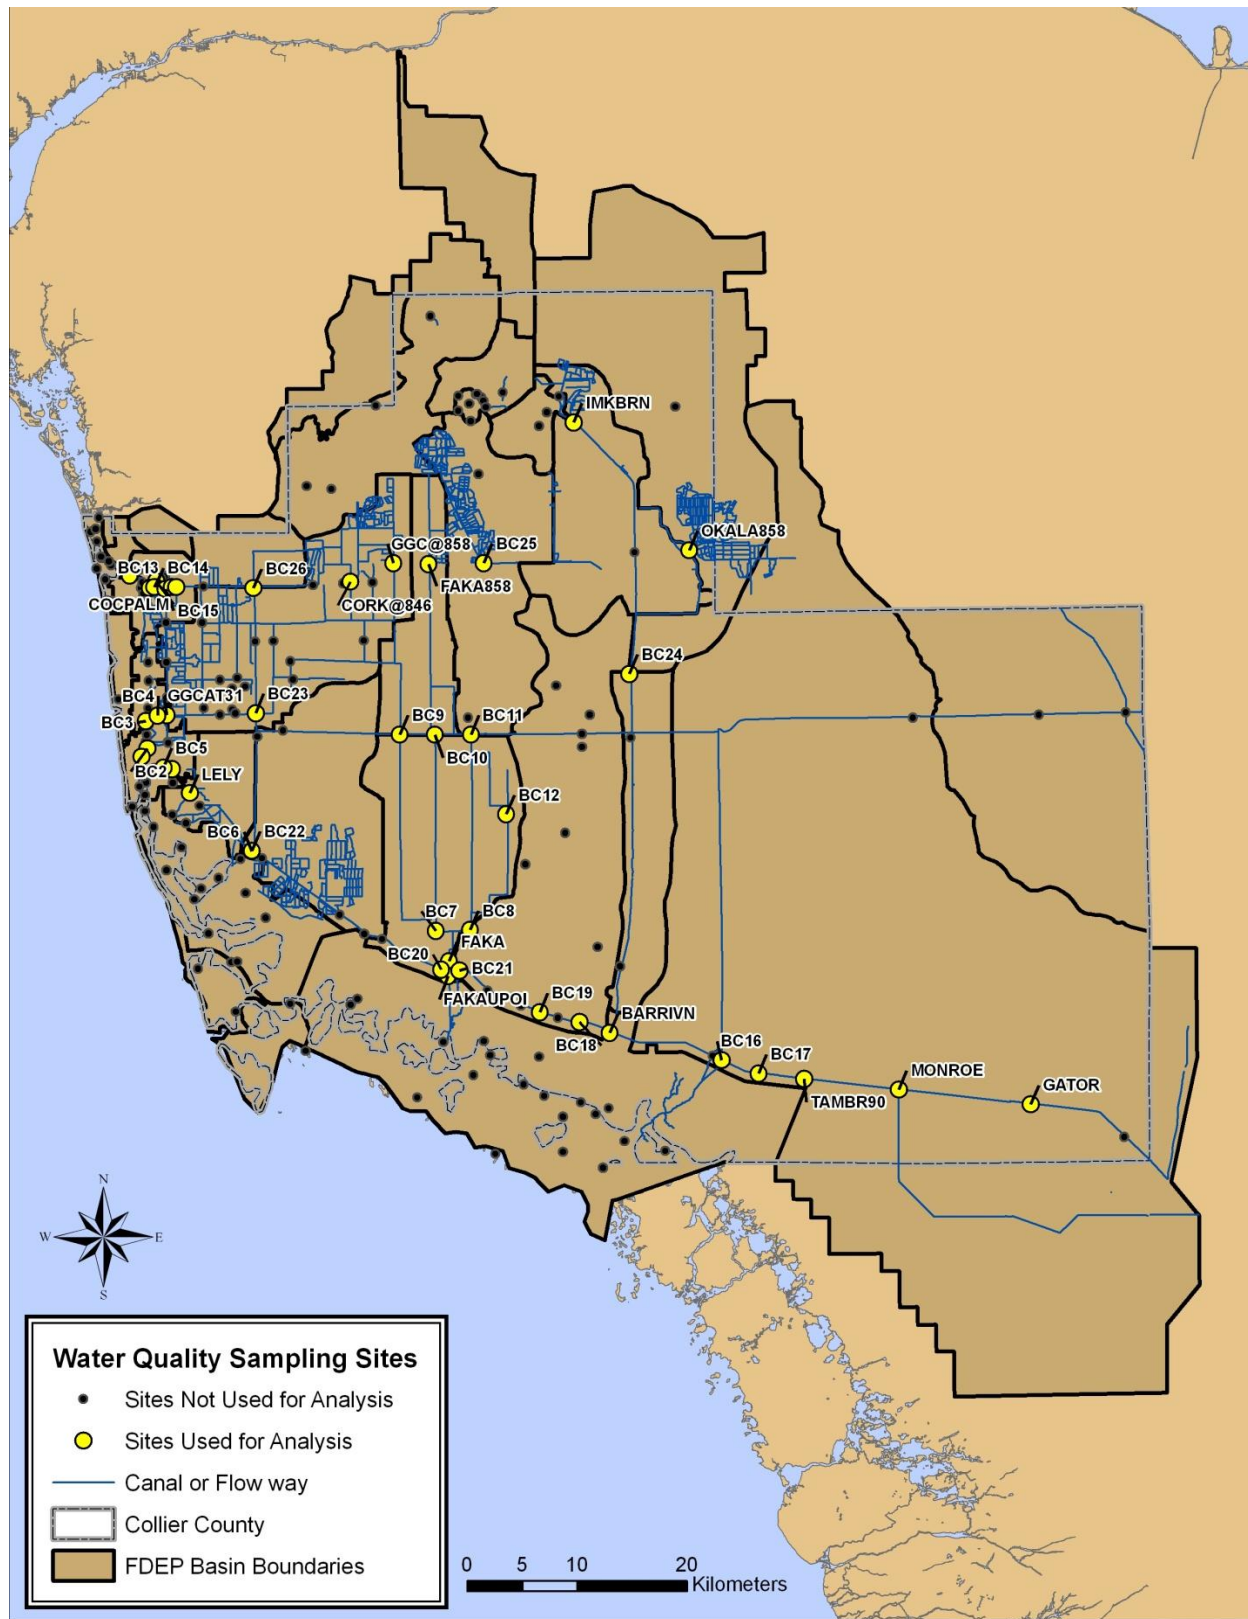 IMKBRN
OKALA858
GGC@858
BC25
BC13
BC14
BC26
FAKA858
COCPALM
CORK@846
BC15
BC24
BC4
GGCAT31
BC23
BC3
BC9
BC11
BC10
BC5
BC2
LELY
BC12
BC6
BC22
BC7
BC8
FAKA
BC20
BC21
FAKAUPOI
BC19
BARRIVN
BC18
BC16
BC17
MONROE
GATOR
TAMBR90
N
W
E
S
Water Quality Sampling Sites
Sites Not Used for Analysis
Sites Used for Analysis
Canal or Flow way
Collier County
FDEP Basin Boundaries
0 5 10 20
Kilometers